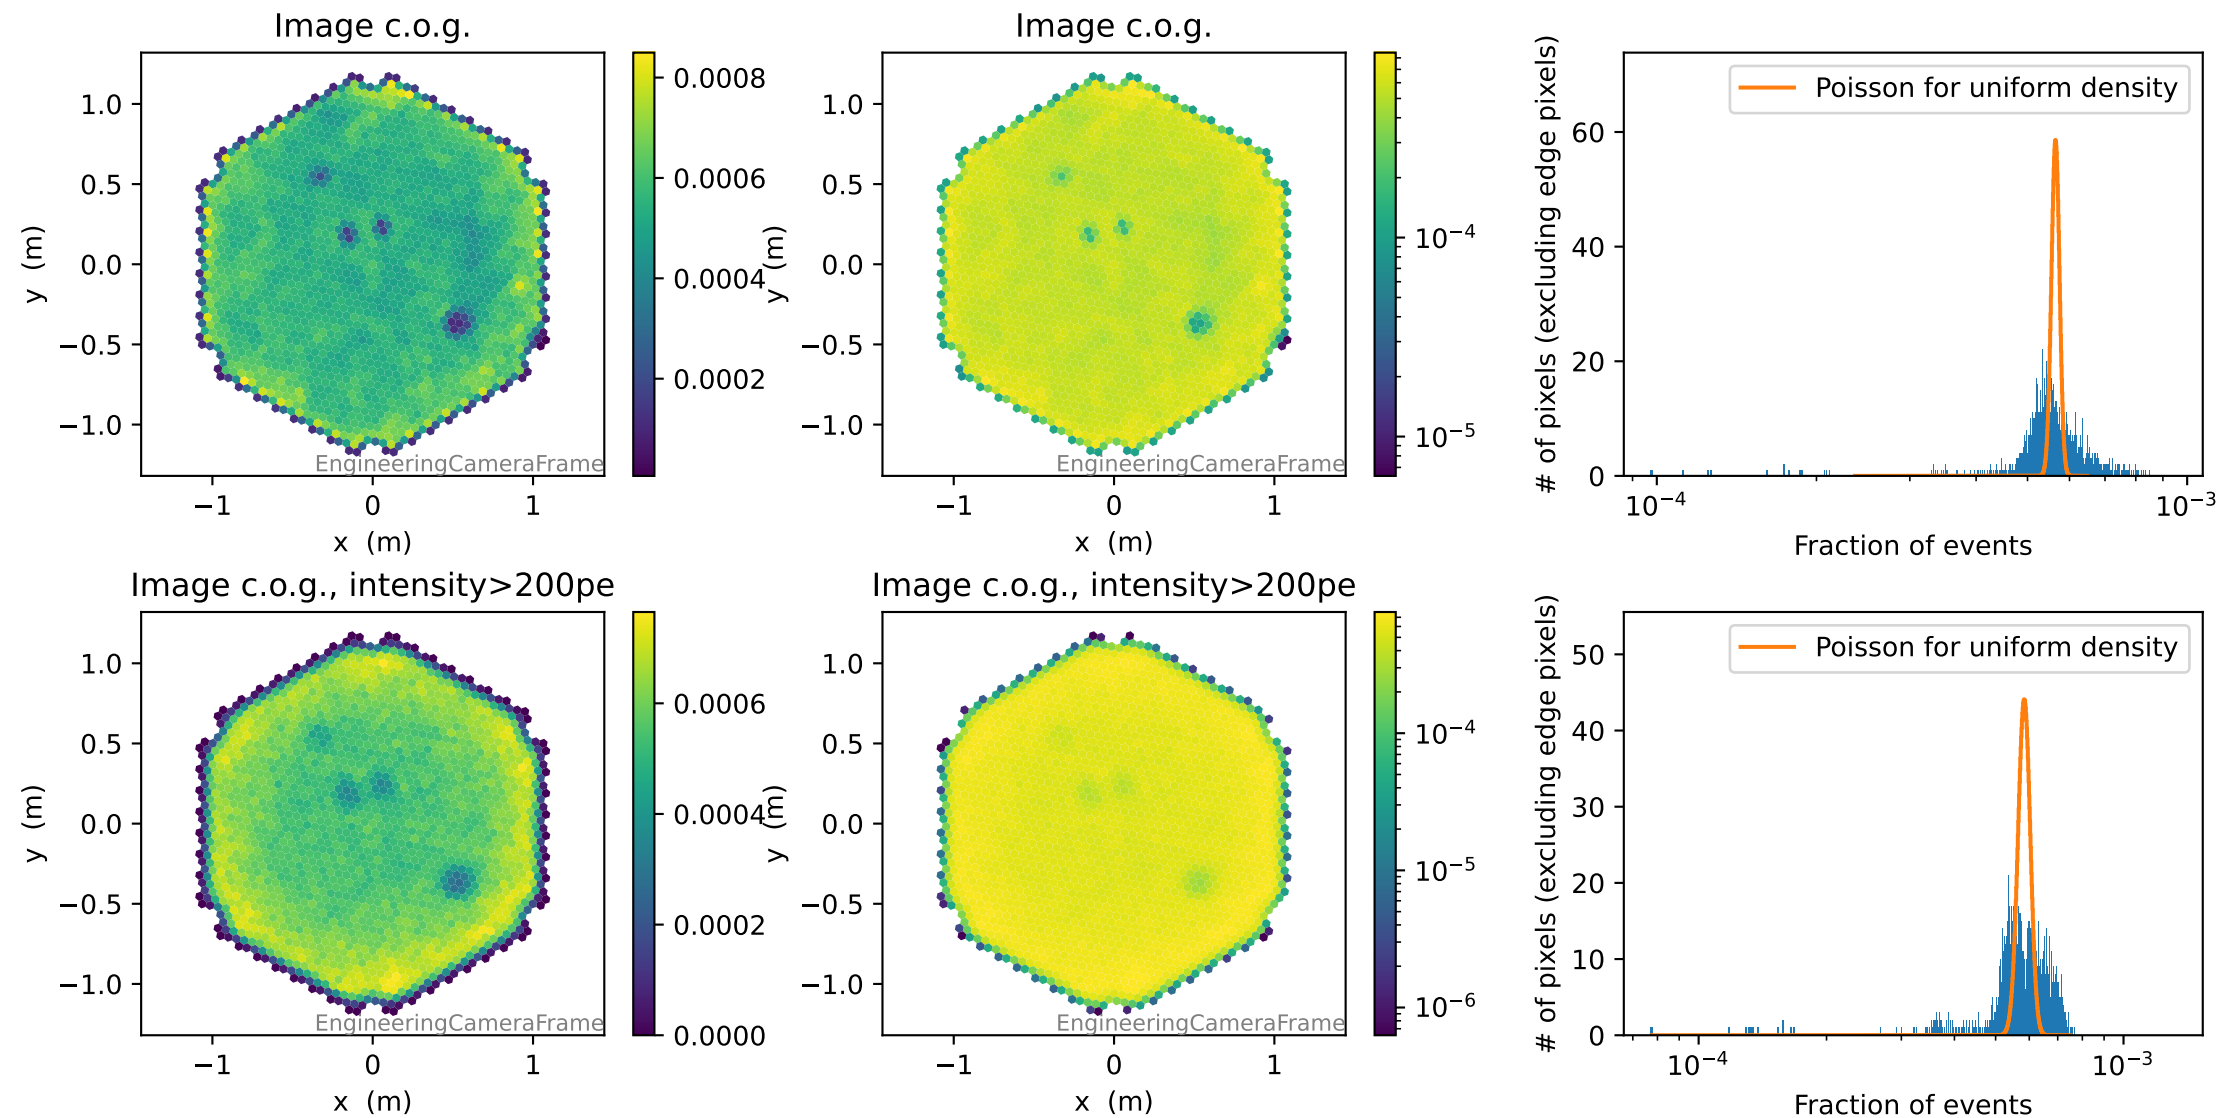 Image c.o.g.
1.0
0.5
0.0
−0.5
−1.0
y (m)
−1
0
1
x (m)
EngineeringCameraFrame
0.0008
0.0006
0.0004
0.0002
Image c.o.g.
1.0
0.5
0.0
−0.5
−1.0
y (m)
−1
0
1
x (m)
EngineeringCameraFrame
10⁻⁴
10⁻⁵
# of pixels (excluding edge pixels)
60
40
20
0
Poisson for uniform density
10⁻⁴
10⁻³
Fraction of events
Image c.o.g., intensity>200pe
1.0
0.5
0.0
−0.5
−1.0
y (m)
−1
0
1
x (m)
EngineeringCameraFrame
0.0006
0.0004
0.0002
0.0000
Image c.o.g., intensity>200pe
1.0
0.5
0.0
−0.5
−1.0
y (m)
−1
0
1
x (m)
EngineeringCameraFrame
10⁻⁴
10⁻⁵
10⁻⁶
# of pixels (excluding edge pixels)
50
40
30
20
10
0
Poisson for uniform density
10⁻⁴
10⁻³
Fraction of events